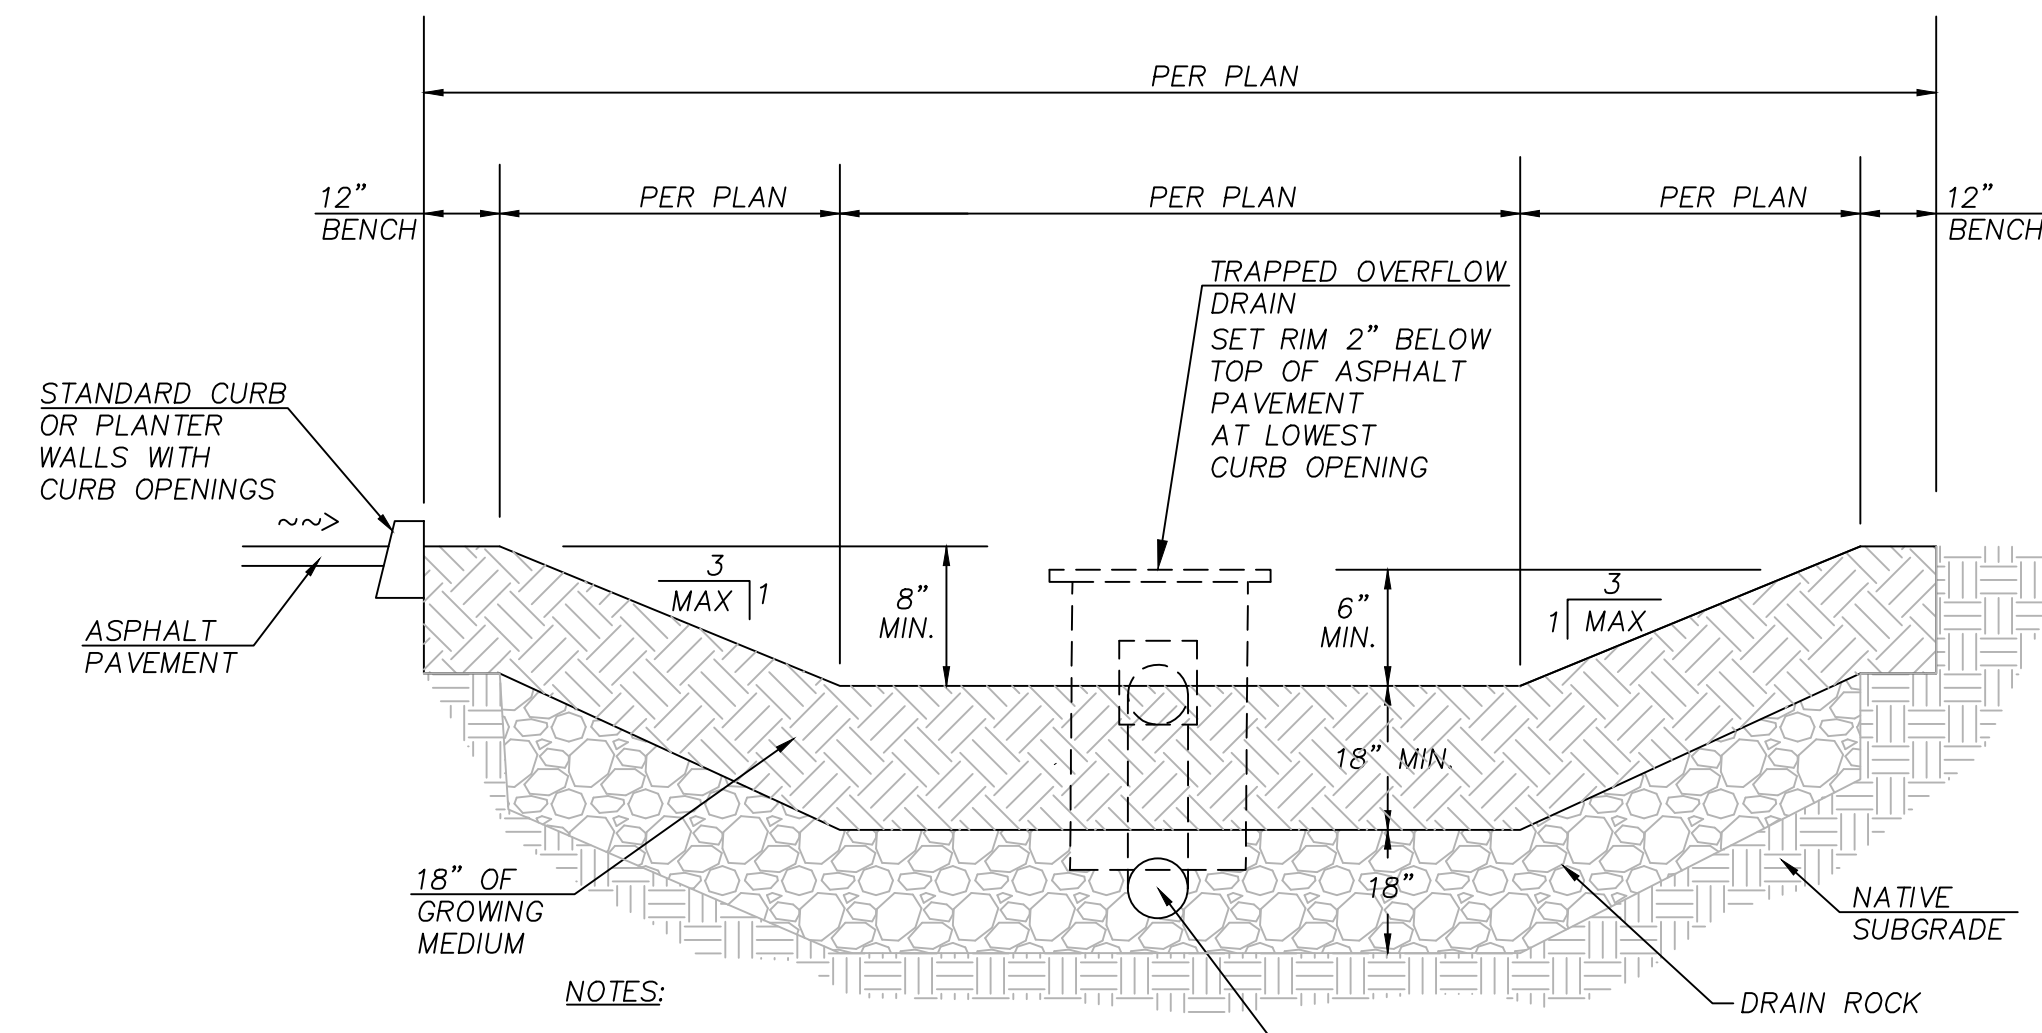 PER PLAN
12"
BENCH
PER PLAN
PER PLAN
PER PLAN
12"
BENCH
TRAPPED OVERFLOW
DRAIN
SET RIM 2" BELOW
TOP OF ASPHALT
PAVEMENT
AT LOWEST
CURB OPENING
STANDARD CURB
OR PLANTER
WALLS WITH
CURB OPENINGS
~~>
3
MAX 1
8"
MIN.
6"
MIN.
3
1 MAX
ASPHALT
PAVEMENT
18" MIN.
18" OF
GROWING
MEDIUM
18"
NATIVE
SUBGRADE
NOTES:
DRAIN ROCK